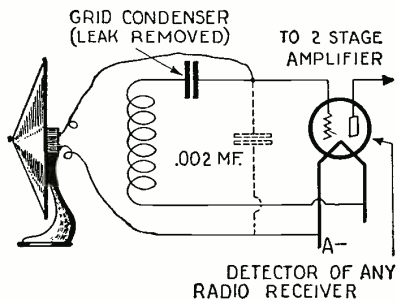 GRID CONDENSER
(LEAK REMOVED)
TO 2 STAGE
AMPLIFIER
.002 MF.
A-
DETECTOR OF ANY
RADIO RECEIVER